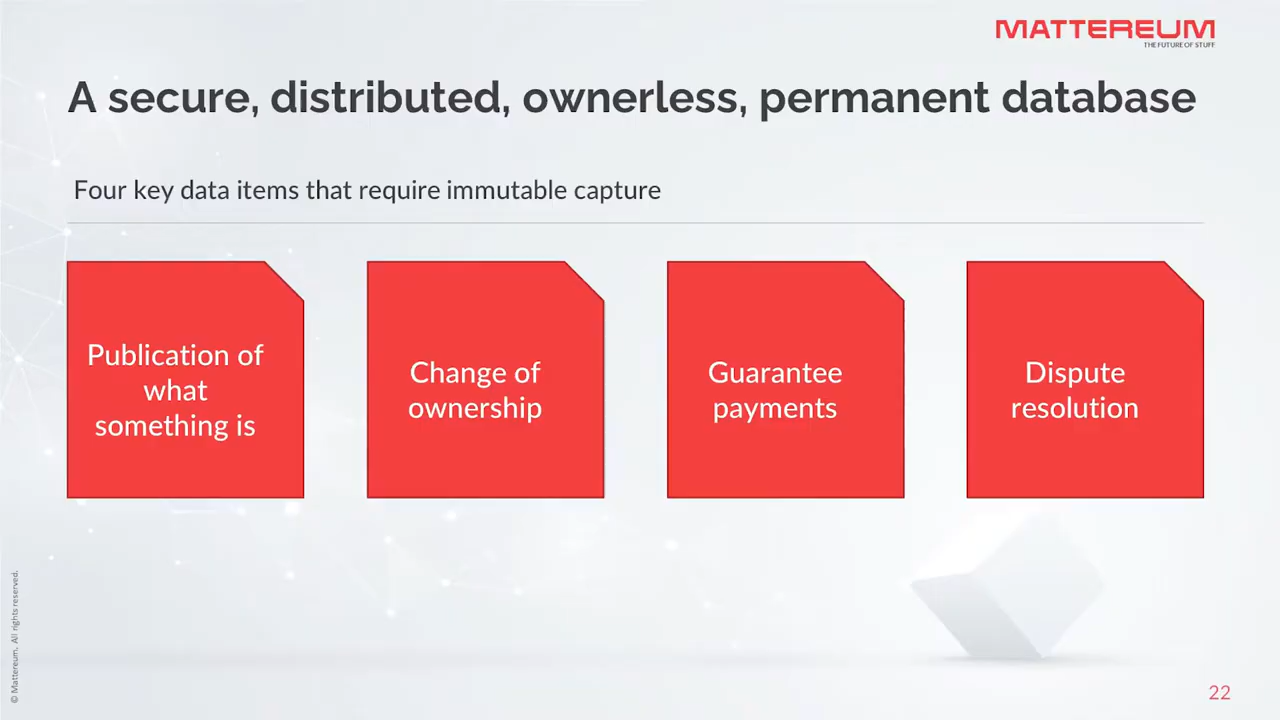 MATTEREUM
THE FUTURE OF STUFF
A secure, distributed, ownerless, permanent database
Four key data items that require immutable capture
Publication of
what
something is
Change of
ownership
Guarantee
payments
Dispute
resolution
© Mattereum. All rights reserved.
22